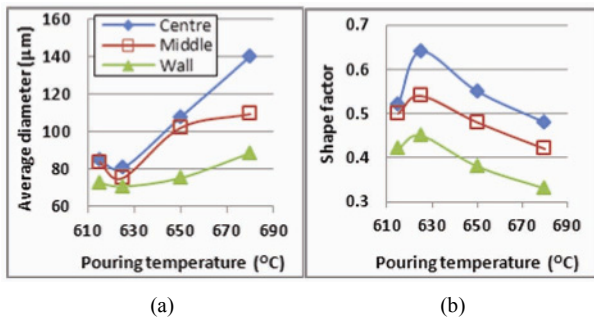 160
140
120
100
80
60
Average diameter (µm)
Centre
Middle
Wall
610 630 650 670 690
Pouring temperature (ᴼC)
(a)
0.7
0.6
0.5
0.4
0.3
Shape factor
610 630 650 670 690
Pouring temperature (ᴼC)
(b)